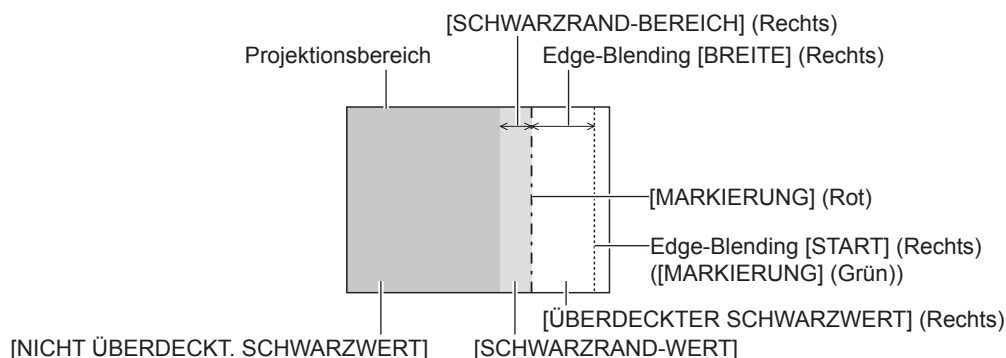 [SCHWARZRAND-BEREICH] (Rechts)
Projektionsbereich
Edge-Blending [BREITE] (Rechts)
[MARKIERUNG] (Rot)
Edge-Blending [START] (Rechts)
([MARKIERUNG] (Grün))
[ÜBERDECKTER SCHWARZWERT] (Rechts)
[NICHT ÜBERDECKT. SCHWARZWERT]
[SCHWARZRAND-WERT]